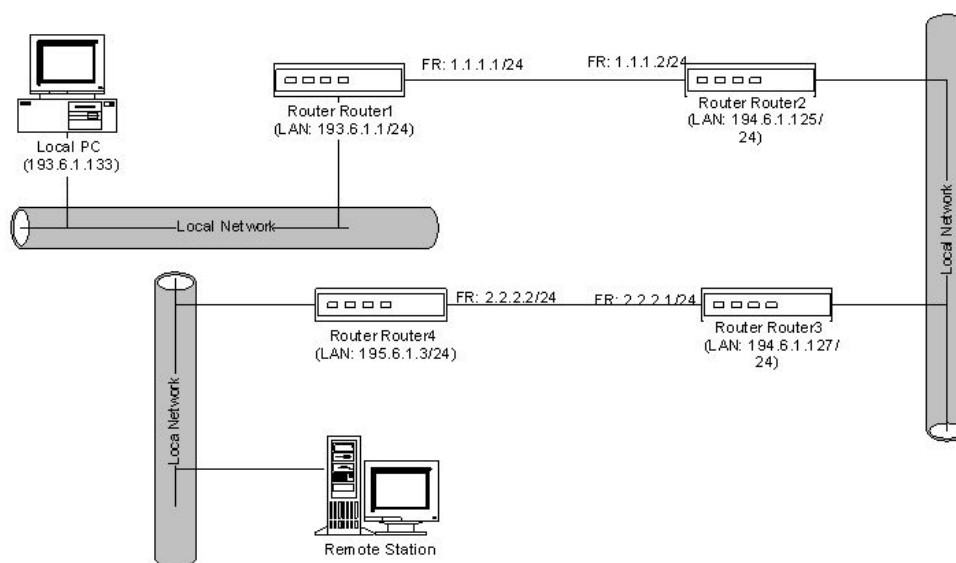 FR: 1.1.1.1/24
FR: 1.1.1.2/24
Router Router1
(LAN: 193.6.1.1/24)
Router Router2
(LAN: 194.6.1.125/
24)
Local PC
(193.6.1.133)
Local Network
Local Network
FR: 2.2.2.2/24
FR: 2.2.2.1/24
Router Router4
(LAN: 195.6.1.3/24)
Router Router3
(LAN: 194.6.1.127/
24)
Loca Network
Remote Station